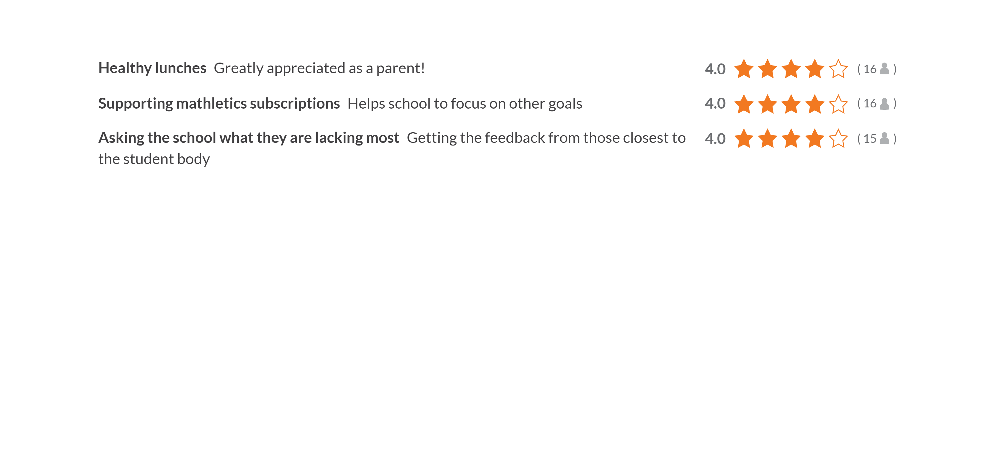 Healthy lunches Greatly appreciated as a parent! 4.0 ( 16 )
Supporting mathletics subscriptions Helps school to focus on other goals 4.0 ( 16 )
Asking the school what they are lacking most Getting the feedback from those closest to 4.0 ( 15 )
the student body